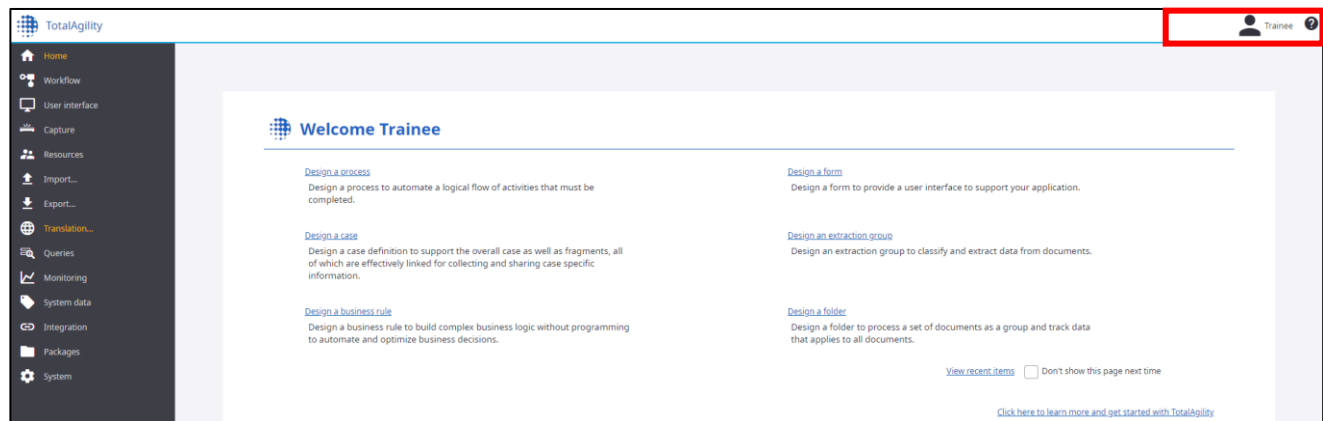 TotalAgility
Trainee ?
Home
Workflow
User interface
Capture
Resources
Import...
Export...
Translation...
Queries
Monitoring
System data
Integration
Packages
System
Welcome Trainee
Design a process
Design a process to automate a logical flow of activities that must be
completed.
Design a form
Design a form to provide a user interface to support your application.
Design a case
Design a case definition to support the overall case as well as fragments, all
of which are effectively linked for collecting and sharing case specific
information.
Design an extraction group
Design an extraction group to classify and extract data from documents.
Design a business rule
Design a business rule to build complex business logic without programming
to automate and optimize business decisions.
Design a folder
Design a folder to process a set of documents as a group and track data
that applies to all documents.
View recent items Don't show this page next time
Click here to learn more and get started with TotalAgility